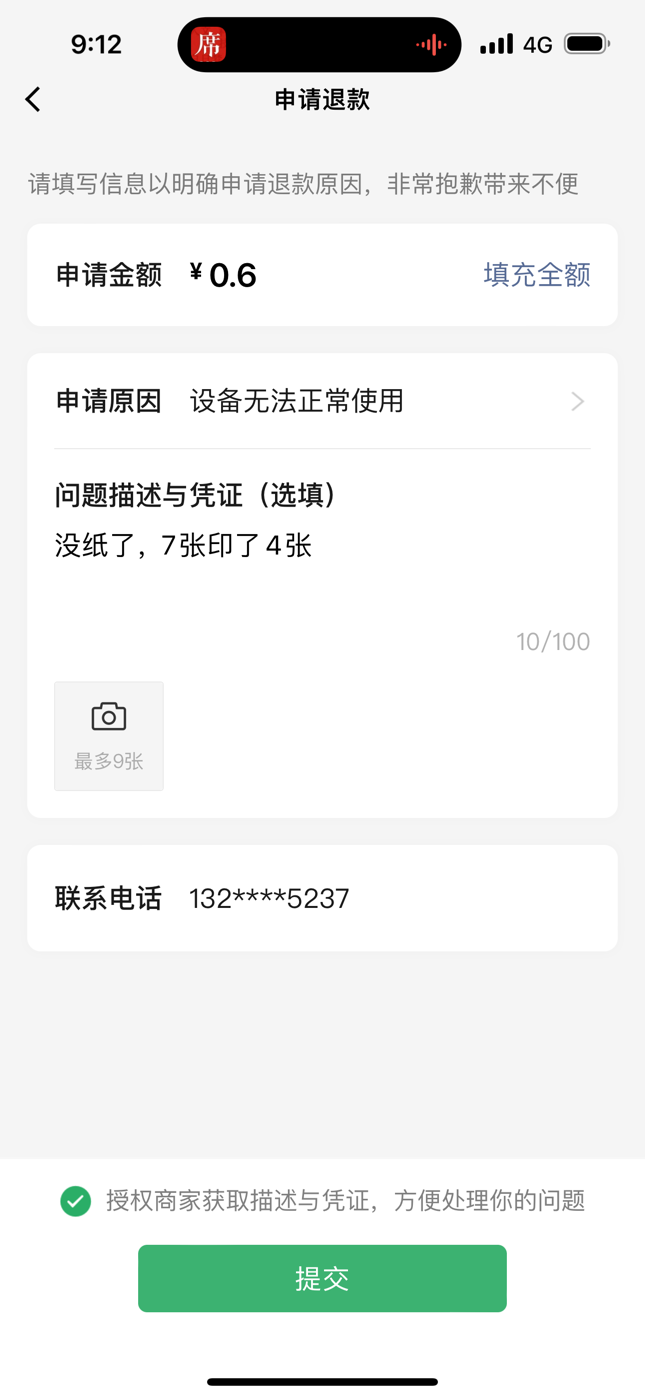 9:12
席
4G
申请退款
请填写信息以明确申请退款原因，非常抱歉带来不便
申请金额 ¥0.6 填充全额
申请原因 设备无法正常使用
问题描述与凭证（选填）
没纸了，7张印了4张
10/100
最多9张
联系电话 132****5237
授权商家获取描述与凭证，方便处理你的问题
提交